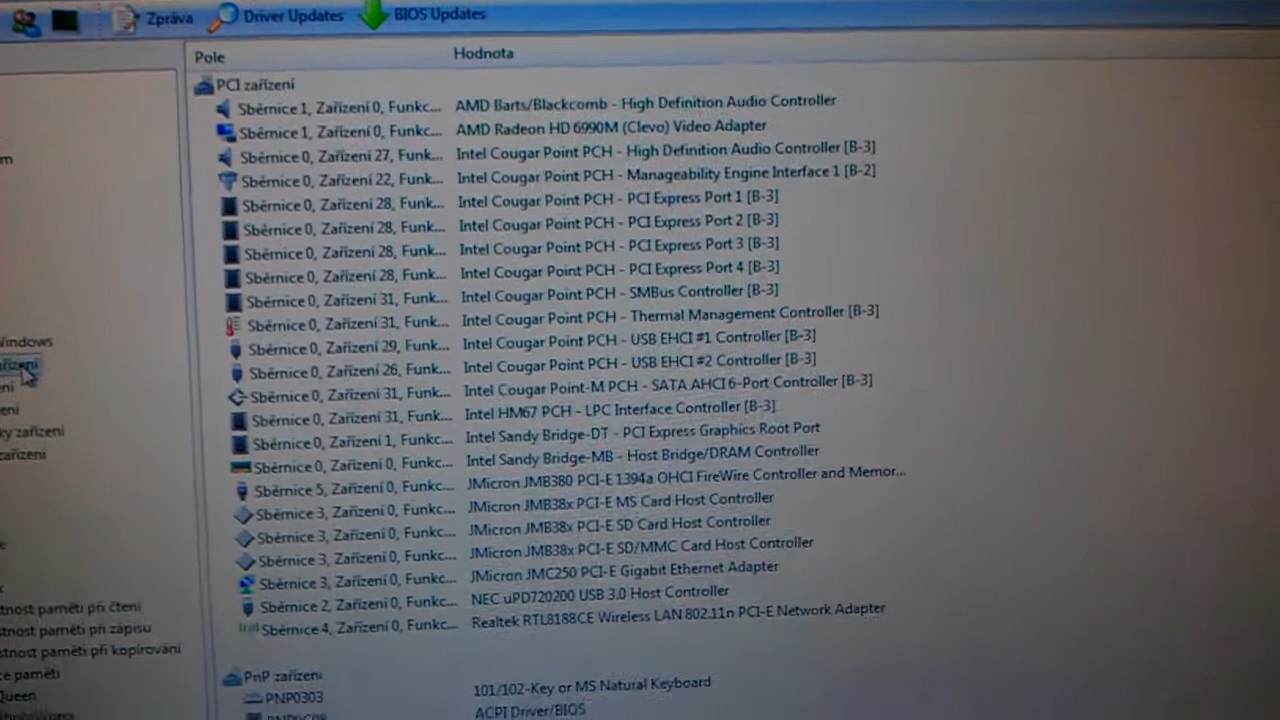 Zpráva Driver Updates BIOS Updates
Pole Hodnota
PCI zařízení
Sběrnice 1, Zařízení 0, Funkc... AMD Barts/Blackcomb - High Definition Audio Controller
Sběrnice 1, Zařízení 0, Funkc... AMD Radeon HD 6990M (Clevo) Video Adapter
Sběrnice 0, Zařízení 27, Funk... Intel Cougar Point PCH - High Definition Audio Controller [B-3]
Sběrnice 0, Zařízení 22, Funk... Intel Cougar Point PCH - Manageability Engine Interface 1 [B-2]
Sběrnice 0, Zařízení 28, Funk... Intel Cougar Point PCH - PCI Express Port 1 [B-3]
Sběrnice 0, Zařízení 28, Funk... Intel Cougar Point PCH - PCI Express Port 2 [B-3]
Sběrnice 0, Zařízení 28, Funk... Intel Cougar Point PCH - PCI Express Port 3 [B-3]
Sběrnice 0, Zařízení 28, Funk... Intel Cougar Point PCH - PCI Express Port 4 [B-3]
Sběrnice 0, Zařízení 31, Funk... Intel Cougar Point PCH - SMBus Controller [B-3]
Sběrnice 0, Zařízení 31, Funk... Intel Cougar Point PCH - Thermal Management Controller [B-3]
Sběrnice 0, Zařízení 29, Funk... Intel Cougar Point PCH - USB EHCI #1 Controller [B-3]
Sběrnice 0, Zařízení 26, Funk... Intel Cougar Point PCH - USB EHCI #2 Controller [B-3]
Sběrnice 0, Zařízení 31, Funk... Intel Cougar Point-M PCH - SATA AHCI 6-Port Controller [B-3]
Sběrnice 0, Zařízení 31, Funk... Intel HM67 PCH - LPC Interface Controller [B-3]
Sběrnice 0, Zařízení 1, Funkc... Intel Sandy Bridge-DT - PCI Express Graphics Root Port
Sběrnice 0, Zařízení 0, Funkc... Intel Sandy Bridge-MB - Host Bridge/DRAM Controller
Sběrnice 5, Zařízení 0, Funkc... JMicron JMB380 PCI-E 1394a OHCI FireWire Controller and Memor...
Sběrnice 3, Zařízení 0, Funkc... JMicron JMB38x PCI-E MS Card Host Controller
Sběrnice 3, Zařízení 0, Funkc... JMicron JMB38x PCI-E SD Card Host Controller
Sběrnice 3, Zařízení 0, Funkc... JMicron JMB38x PCI-E SD/MMC Card Host Controller
Sběrnice 3, Zařízení 0, Funkc... JMicron JMC250 PCI-E Gigabit Ethernet Adapter
Sběrnice 2, Zařízení 0, Funkc... NEC uPD720200 USB 3.0 Host Controller
Sběrnice 4, Zařízení 0, Funkc... Realtek RTL8188CE Wireless LAN 802.11n PCI-E Network Adapter
PnP zařízení
PNP0303 101/102-Key or MS Natural Keyboard
ACPI Driver/BIOS
m
Windows
ařízení
ení
ení
ky zařízení
zařízení
e
tnost paměti při čtení
tnost paměti při zápisu
stnost paměti při kopírování
ce paměti
Queen